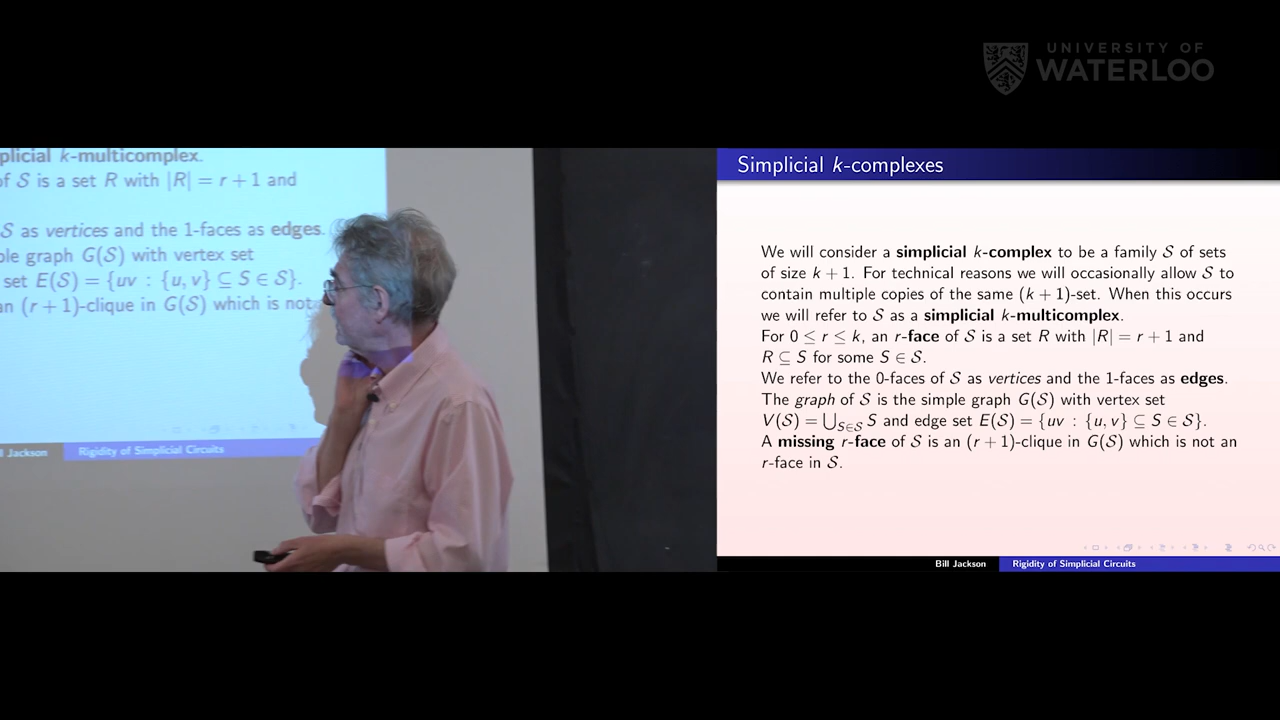 UNIVERSITY OF
WATERLOO
plicial k-multicomplex.
of 𝒮 is a set R with |R| = r + 1 and
𝒮 as vertices and the 1-faces as edges.
ple graph G(𝒮) with vertex set
set E(𝒮) = {uv : {u, v} ⊆ S ∈ 𝒮}.
an (r + 1)-clique in G(𝒮) which is not
ll Jackson Rigidity of Simplicial Circuits
Simplicial k-complexes
We will consider a simplicial k-complex to be a family 𝒮 of sets
of size k + 1. For technical reasons we will occasionally allow 𝒮 to
contain multiple copies of the same (k + 1)-set. When this occurs
we will refer to 𝒮 as a simplicial k-multicomplex.
For 0 ≤ r ≤ k, an r-face of 𝒮 is a set R with |R| = r + 1 and
R ⊆ S for some S ∈ 𝒮.
We refer to the 0-faces of 𝒮 as vertices and the 1-faces as edges.
The graph of 𝒮 is the simple graph G(𝒮) with vertex set
V(𝒮) = ⋃_{S∈𝒮} S and edge set E(𝒮) = {uv : {u, v} ⊆ S ∈ 𝒮}.
A missing r-face of 𝒮 is an (r + 1)-clique in G(𝒮) which is not an
r-face in 𝒮.
Bill Jackson Rigidity of Simplicial Circuits